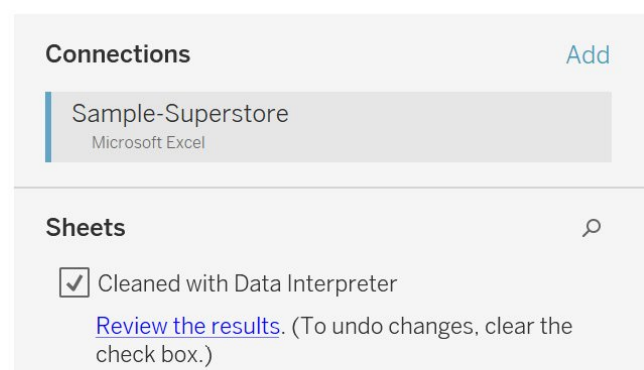 Connections Add
Sample-Superstore
Microsoft Excel
Sheets
Cleaned with Data Interpreter
Review the results. (To undo changes, clear the
check box.)